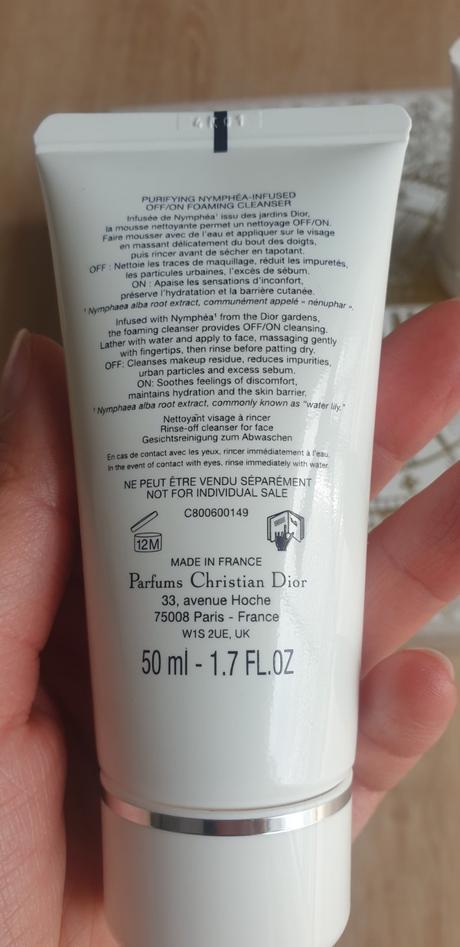 4R01
PURIFYING NYMPHÉA-INFUSED
OFF/ON FOAMING CLEANSER
Infusée de Nymphéa¹ issu des jardins Dior,
la mousse nettoyante permet un nettoyage OFF/ON.
Faire mousser avec de l'eau et appliquer sur le visage
en massant délicatement du bout des doigts,
puis rincer avant de sécher en tapotant.
OFF : Nettoie les traces de maquillage, réduit les impuretés,
les particules urbaines, l'excès de sébum.
ON : Apaise les sensations d'inconfort,
préserve l'hydratation et la barrière cutanée.
¹ Nymphaea alba root extract, communément appelé « nénuphar ».
Infused with Nymphéa¹ from the Dior gardens,
the foaming cleanser provides OFF/ON cleansing.
Lather with water and apply to face, massaging gently
with fingertips, then rinse before patting dry.
OFF: Cleanses makeup residue, reduces impurities,
urban particles and excess sebum.
ON: Soothes feelings of discomfort,
maintains hydration and the skin barrier.
¹ Nymphaea alba root extract, commonly known as "water lily."
Nettoyant visage à rincer
Rinse-off cleanser for face
Gesichtsreinigung zum Abwaschen
En cas de contact avec les yeux, rincer immédiatement à l'eau.
In the event of contact with eyes, rinse immediately with water.
NE PEUT ÊTRE VENDU SÉPARÉMENT
NOT FOR INDIVIDUAL SALE
C800600149
12M
MADE IN FRANCE
Parfums Christian Dior
33, avenue Hoche
75008 Paris - France
W1S 2UE, UK
50 ml - 1.7 FL.OZ